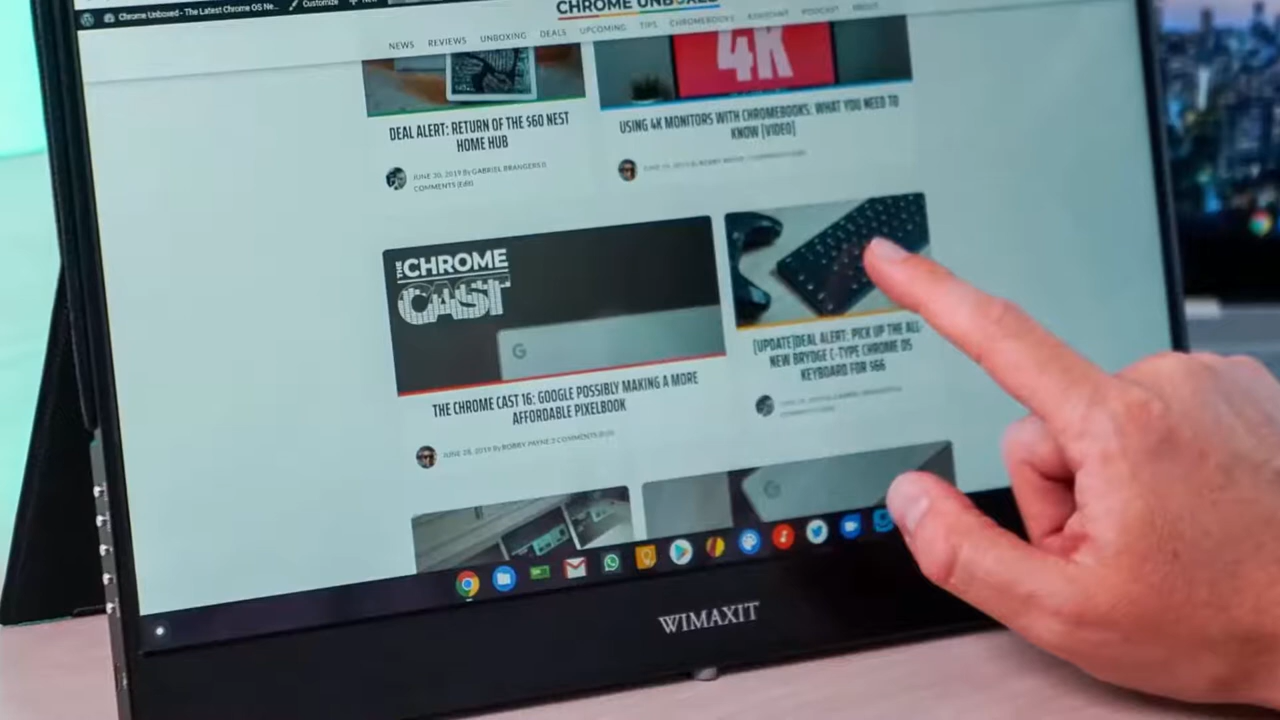 Chrome Unboxed - The Latest Chrome OS Ne...
Customize
CHROME UNBOXED
NEWS REVIEWS UNBOXING DEALS UPCOMING TIPS CHROMEBOOKS ASSISTANT PODCAST ABOUT
4K
DEAL ALERT: RETURN OF THE $60 NEST
HOME HUB
JUNE 20, 2019 By GABRIEL BRANGERS
COMMENTS (Edit)
USING 4K MONITORS WITH CHROMEBOOKS: WHAT YOU NEED TO
KNOW [VIDEO]
THE CHROME
CAST
G
THE CHROME CAST 16: GOOGLE POSSIBLY MAKING A MORE
AFFORDABLE PIXELBOOK
JUNE 28, 2019 By ROBBY PAYNE 2 COMMENTS (Edit)
[UPDATE]DEAL ALERT: PICK UP THE ALL-
NEW BRYDGE C-TYPE CHROME OS
KEYBOARD FOR $66
G
WIMAXIT